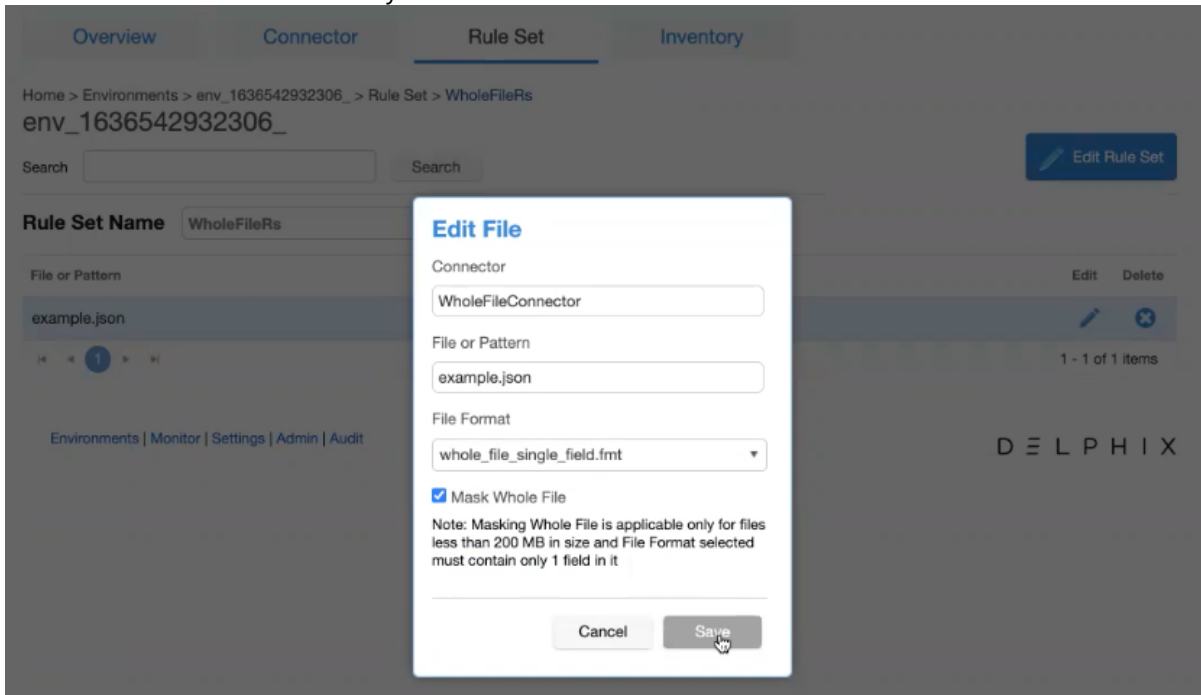 Overview Connector Rule Set Inventory
Home > Environments > env_1636542932306_ > Rule Set > WholeFileRs
env_1636542932306_
Search Search
Edit Rule Set
Rule Set Name WholeFileRs
File or Pattern Edit Delete
example.json
1 1 - 1 of 1 items
Environments | Monitor | Settings | Admin | Audit
DELPHIX
Edit File
Connector
WholeFileConnector
File or Pattern
example.json
File Format
whole_file_single_field.fmt
Mask Whole File
Note: Masking Whole File is applicable only for files
less than 200 MB in size and File Format selected
must contain only 1 field in it
Cancel Save